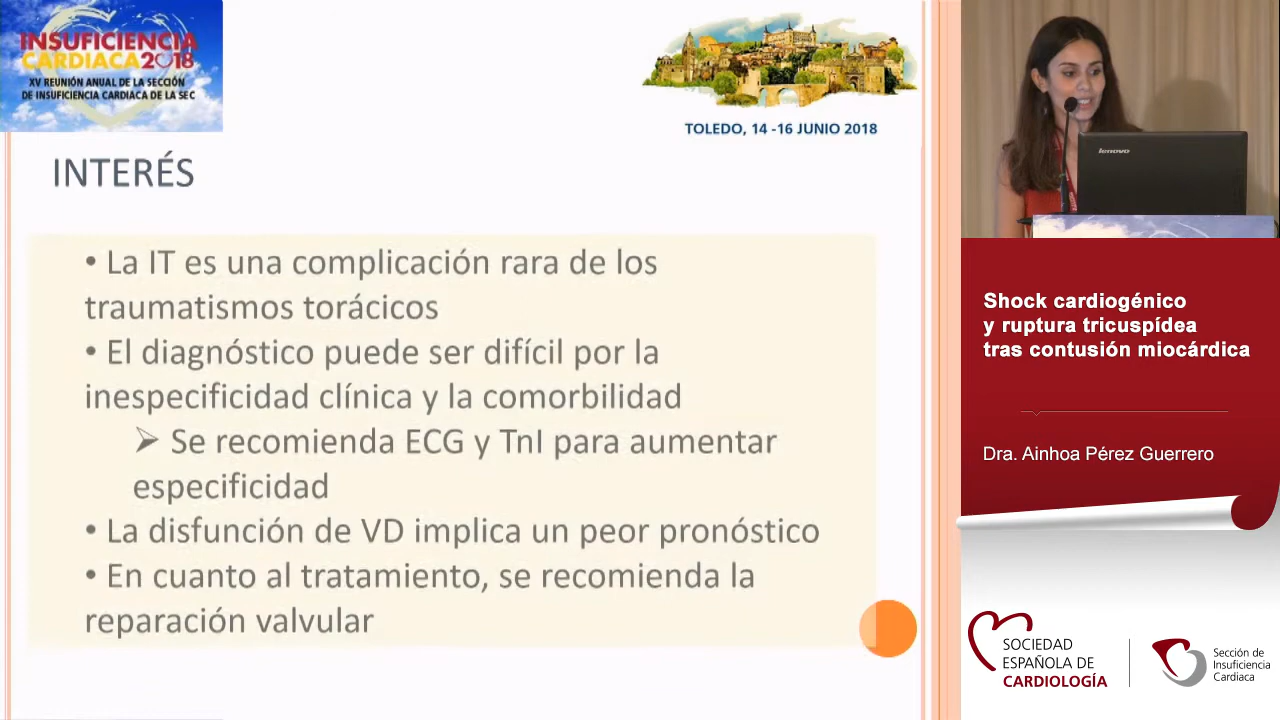 INSUFICIENCIA
CARDIACA2018
XV REUNIÓN ANUAL DE LA SECCIÓN
DE INSUFICIENCIA CARDIACA DE LA SEC
TOLEDO, 14 -16 JUNIO 2018
INTERÉS
• La IT es una complicación rara de los
traumatismos torácicos
• El diagnóstico puede ser difícil por la
inespecificidad clínica y la comorbilidad
➢ Se recomienda ECG y TnI para aumentar
especificidad
• La disfunción de VD implica un peor pronóstico
• En cuanto al tratamiento, se recomienda la
reparación valvular
lenovo
Shock cardiogénico
y ruptura tricuspídea
tras contusión miocárdica
Dra. Ainhoa Pérez Guerrero
SOCIEDAD
ESPAÑOLA DE
CARDIOLOGÍA
Sección de
Insuficiencia
Cardiaca